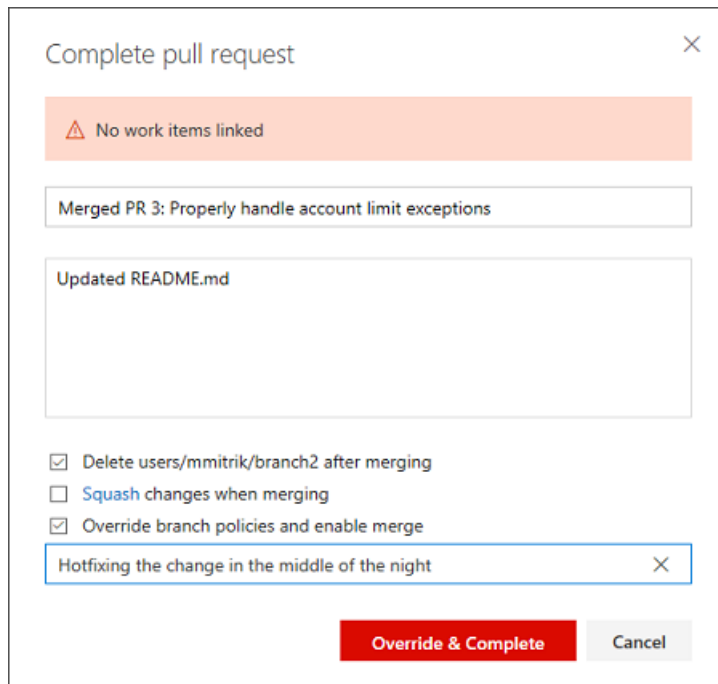 Complete pull request
No work items linked
Merged PR 3: Properly handle account limit exceptions
Updated README.md
Delete users/mmitrik/branch2 after merging
Squash changes when merging
Override branch policies and enable merge
Hotfixing the change in the middle of the night
Override & Complete
Cancel